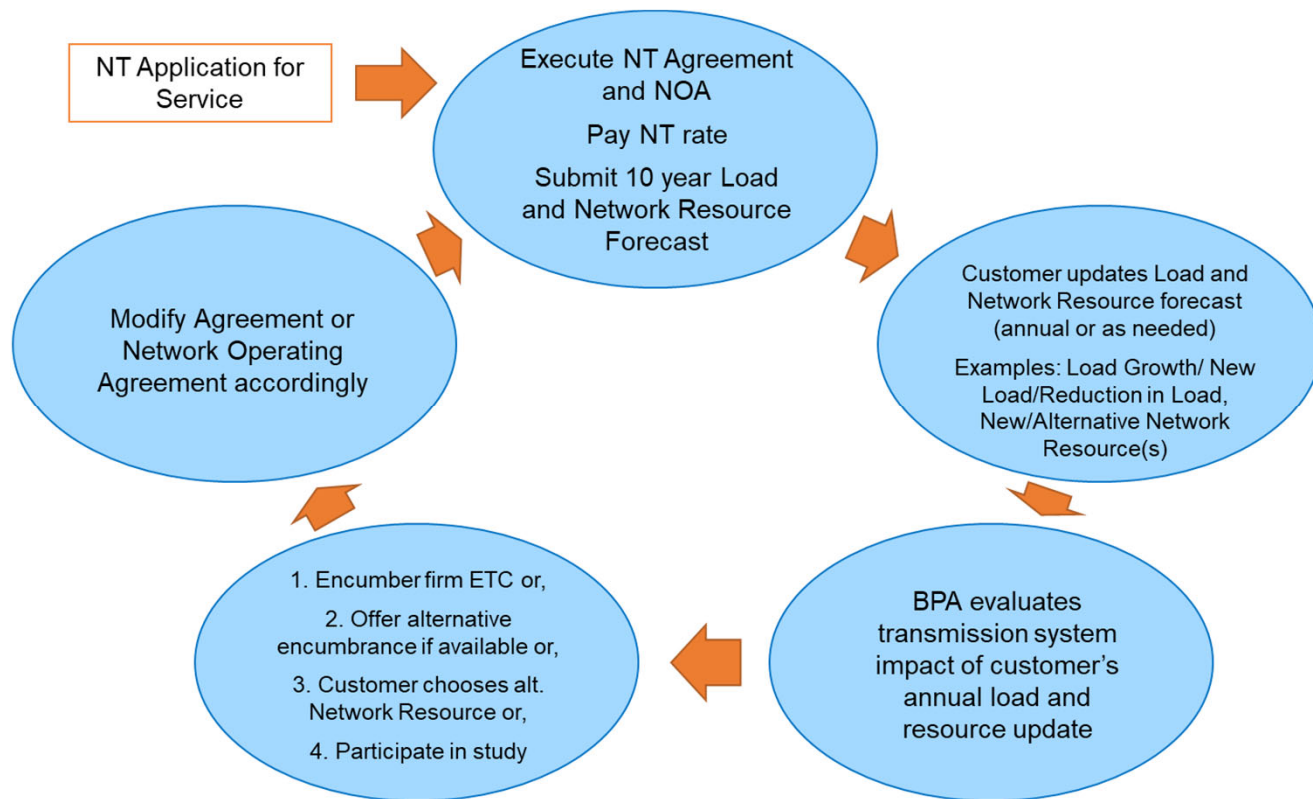 NT Application for
Service
Execute NT Agreement
and NOA
Pay NT rate
Submit 10 year Load
and Network Resource
Forecast
Customer updates Load and
Network Resource forecast
(annual or as needed)
Examples: Load Growth/ New
Load/Reduction in Load,
New/Alternative Network
Resource(s)
BPA evaluates
transmission system
impact of customer's
annual load and
resource update
1. Encumber firm ETC or,
2. Offer alternative
encumbrance if available or,
3. Customer chooses alt.
Network Resource or,
4. Participate in study
Modify Agreement or
Network Operating
Agreement accordingly